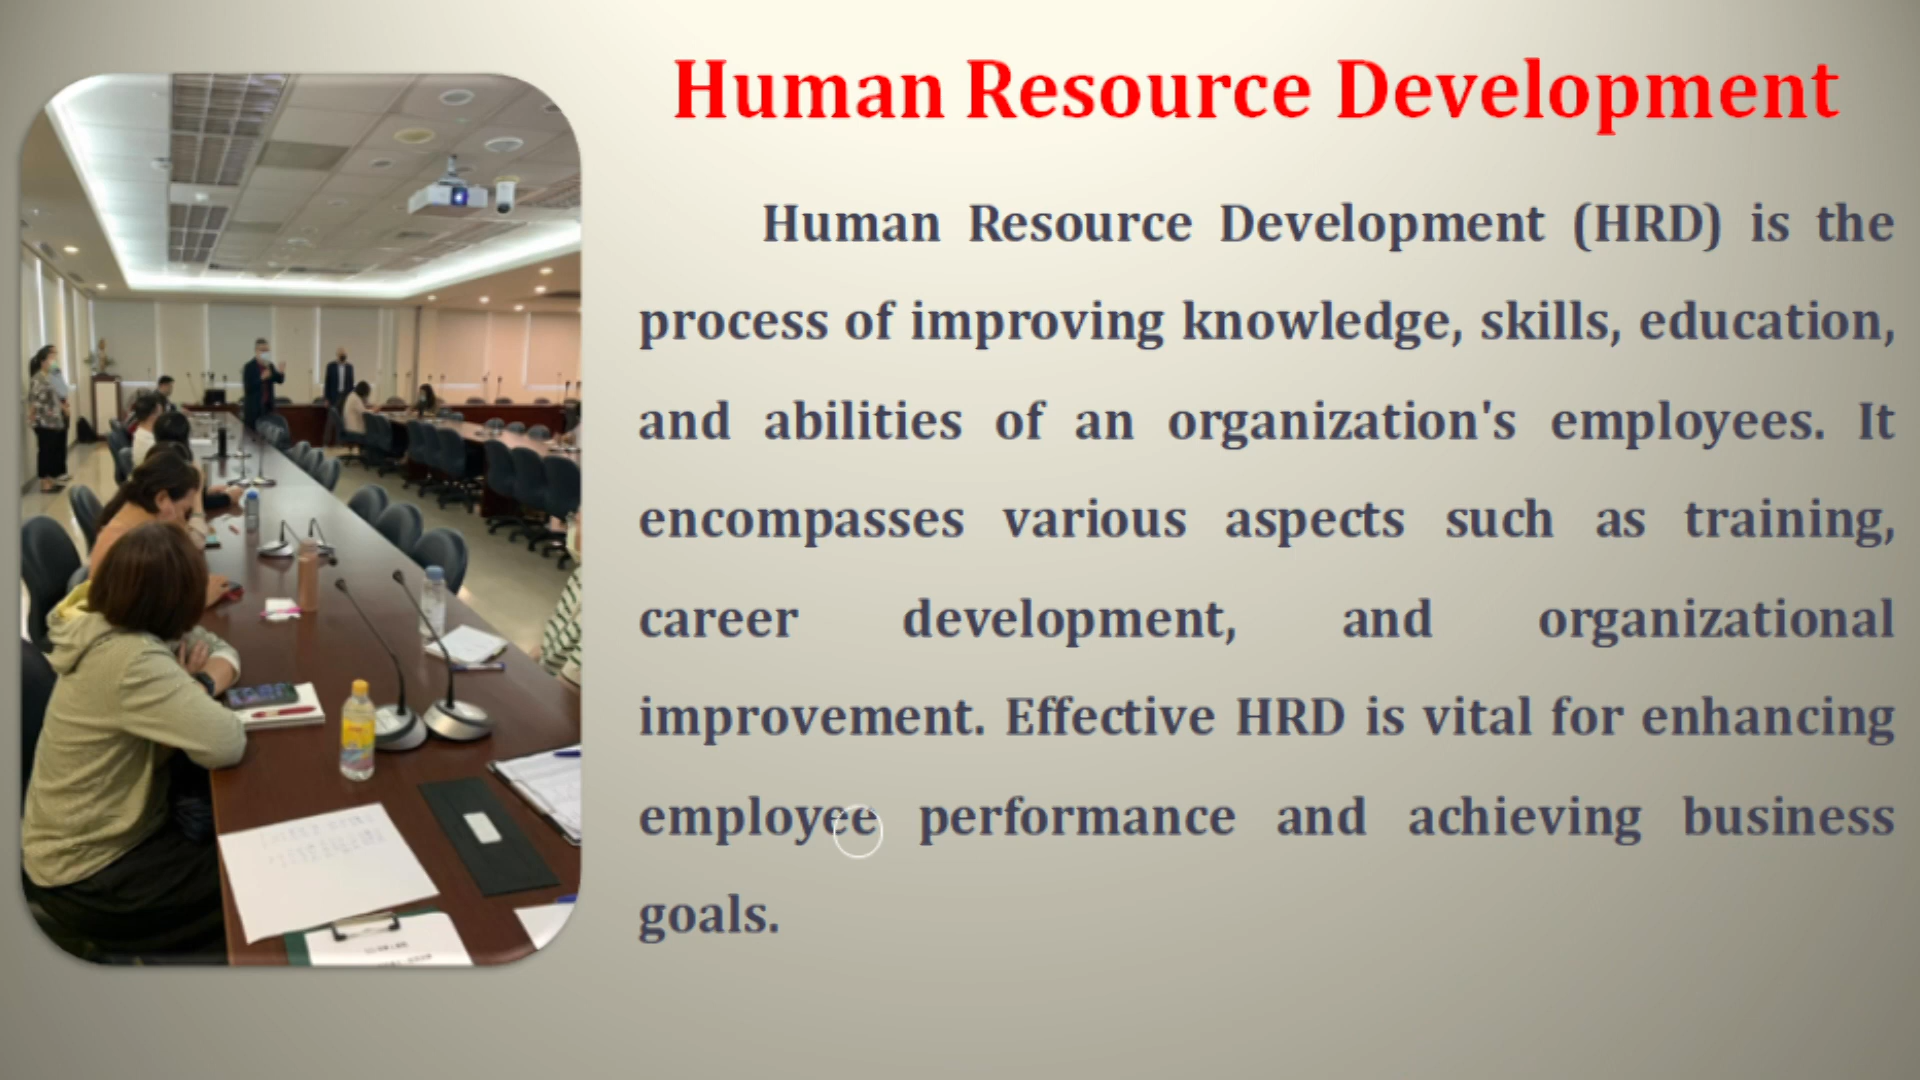 Human Resource Development
Human Resource Development (HRD) is the
process of improving knowledge, skills, education,
and abilities of an organization's employees. It
encompasses various aspects such as training,
career development, and organizational
improvement. Effective HRD is vital for enhancing
employee performance and achieving business
goals.